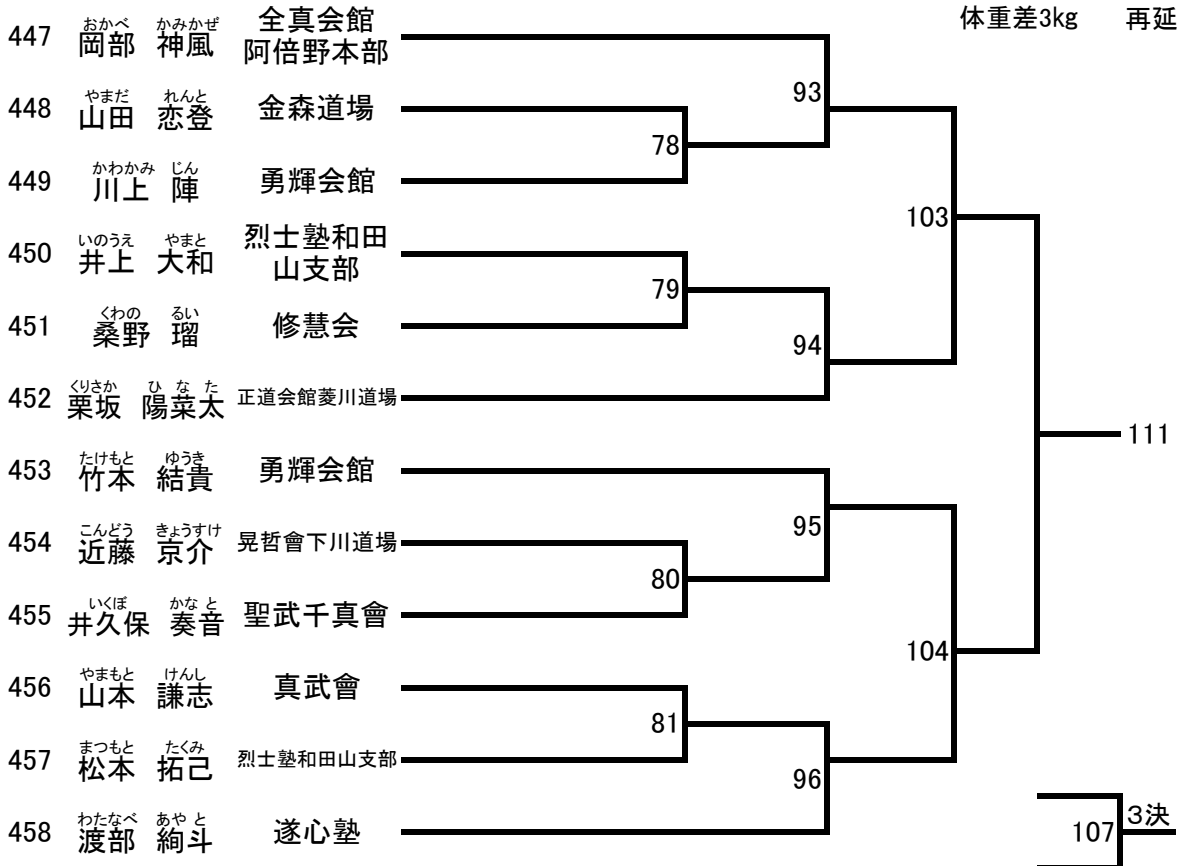 体重差3kg 再延
おかべ かみかぜ
447 岡部 神風 全真会館
阿倍野本部
93
やまだ れんと
448 山田 恋登 金森道場
78
かわかみ じん
449 川上 陣 勇輝会館
103
いのうえ やまと
450 井上 大和 烈士塾和田
山支部
79
くわの るい
451 桑野 瑠 修慧会
94
くりさか ひなた
452 栗坂 陽菜太 正道会館菱川道場
111
たけもと ゆうき
453 竹本 結貴 勇輝会館
95
こんどう きょうすけ
454 近藤 京介 晃哲會下川道場
80
いくぼ かなと
455 井久保 奏音 聖武千真會
104
やまもと けんし
456 山本 謙志 真武會
81
まつもと たくみ
457 松本 拓己 烈士塾和田山支部
96
わたなべ あやと
458 渡部 絢斗 遂心塾
107 3決